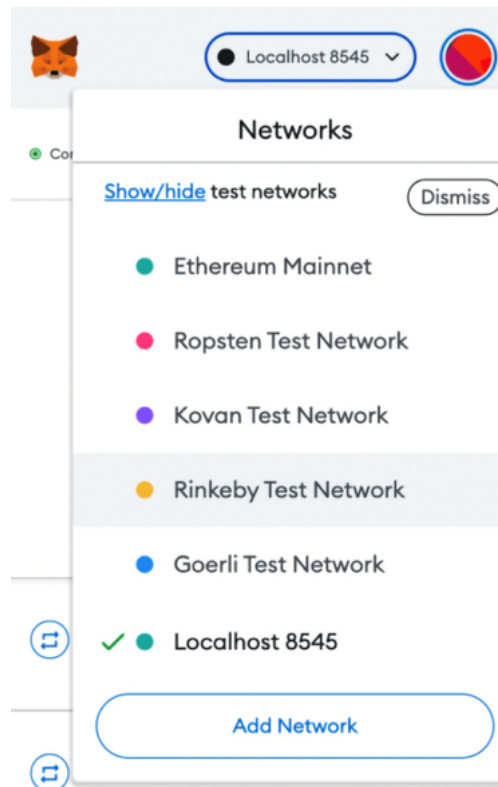 Localhost 8545
Networks
Show/hide test networks
Dismiss
Ethereum Mainnet
Ropsten Test Network
Kovan Test Network
Rinkeby Test Network
Goerli Test Network
Localhost 8545
Add Network